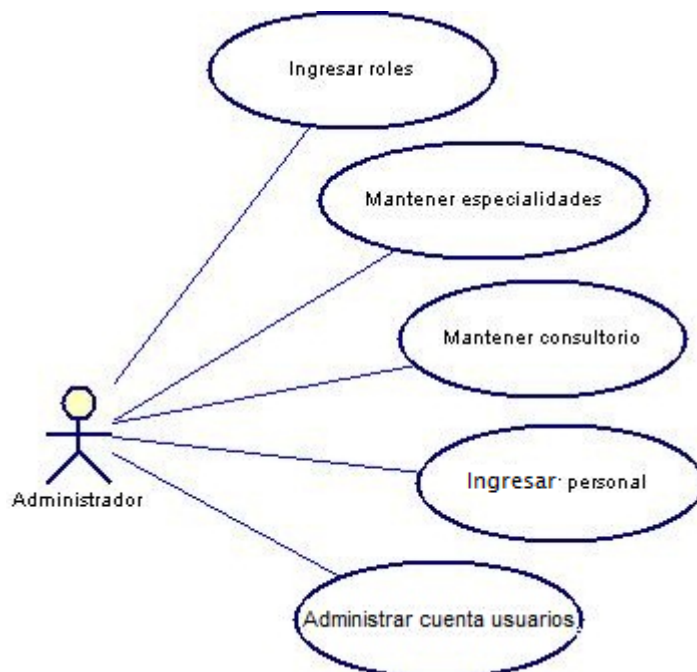 Ingresar roles
Mantener especialidades
Mantener consultorio
Ingresar personal
Administrador
Administrar cuenta usuarios